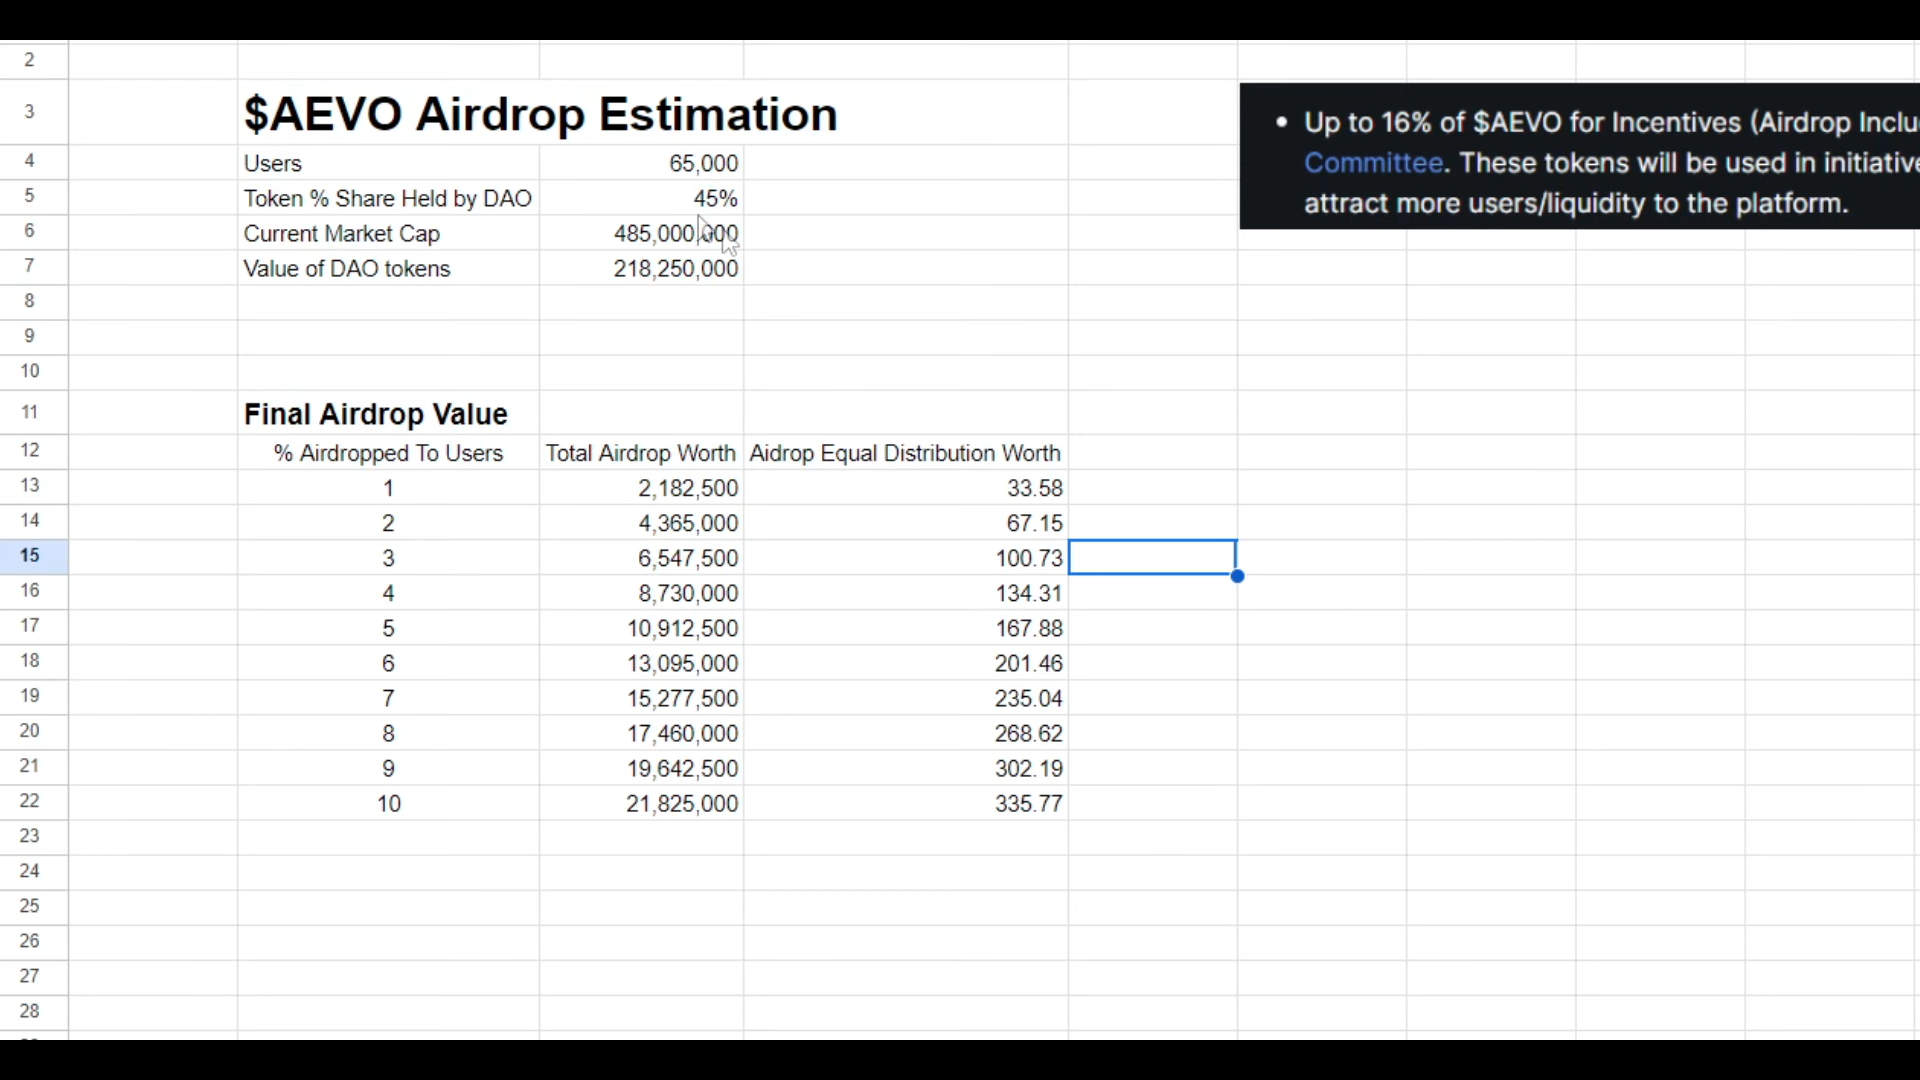 2
3 $AEVO Airdrop Estimation
4 Users 65,000
5 Token % Share Held by DAO 45%
6 Current Market Cap 485,000,000
7 Value of DAO tokens 218,250,000
8
9
10
11 Final Airdrop Value
12 % Airdropped To Users Total Airdrop Worth Aidrop Equal Distribution Worth
13 1 2,182,500 33.58
14 2 4,365,000 67.15
15 3 6,547,500 100.73
16 4 8,730,000 134.31
17 5 10,912,500 167.88
18 6 13,095,000 201.46
19 7 15,277,500 235.04
20 8 17,460,000 268.62
21 9 19,642,500 302.19
22 10 21,825,000 335.77
23
24
25
26
27
28
• Up to 16% of $AEVO for Incentives (Airdrop Inclu
Committee. These tokens will be used in initiative
attract more users/liquidity to the platform.